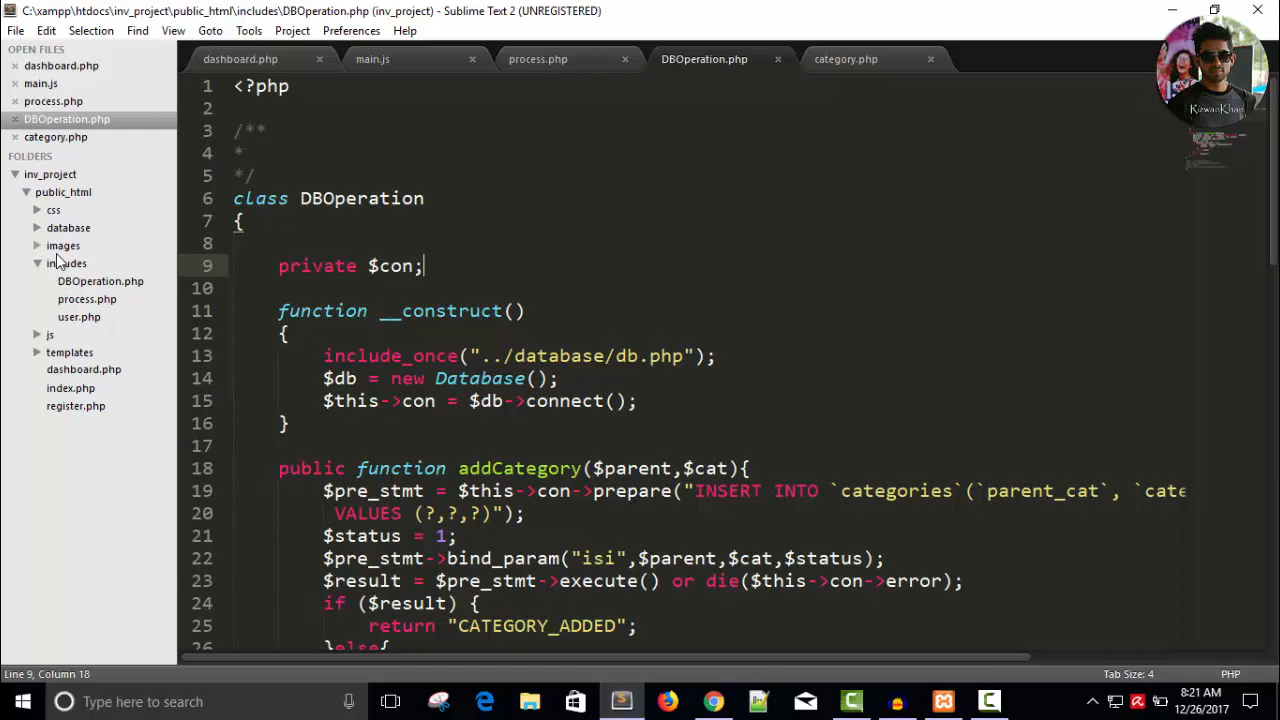 C:\xampp\htdocs\inv_project\public_html\includes\DBOperation.php (inv_project) - Sublime Text 2 (UNREGISTERED)
File Edit Selection Find View Goto Tools Project Preferences Help
OPEN FILES
dashboard.php
main.js
process.php
DBOperation.php
category.php
FOLDERS
inv_project
public_html
css
database
images
includes
DBOperation.php
process.php
user.php
js
templates
dashboard.php
index.php
register.php
dashboard.php × main.js × process.php × DBOperation.php × category.php ×
RizwanKhan
1 <?php
2
3 /**
4 *
5 */
6 class DBOperation
7 {
8
9 private $con;
10
11 function __construct()
12 {
13 include_once("../database/db.php");
14 $db = new Database();
15 $this->con = $db->connect();
16 }
17
18 public function addCategory($parent,$cat){
19 $pre_stmt = $this->con->prepare("INSERT INTO `categories`(`parent_cat`, `cate
20 VALUES (?,?,?)");
21 $status = 1;
22 $pre_stmt->bind_param("isi",$parent,$cat,$status);
23 $result = $pre_stmt->execute() or die($this->con->error);
24 if ($result) {
25 return "CATEGORY_ADDED";
26 }else{
Line 9, Column 18
Tab Size: 4 PHP
Type here to search
8:21 AM
12/26/2017